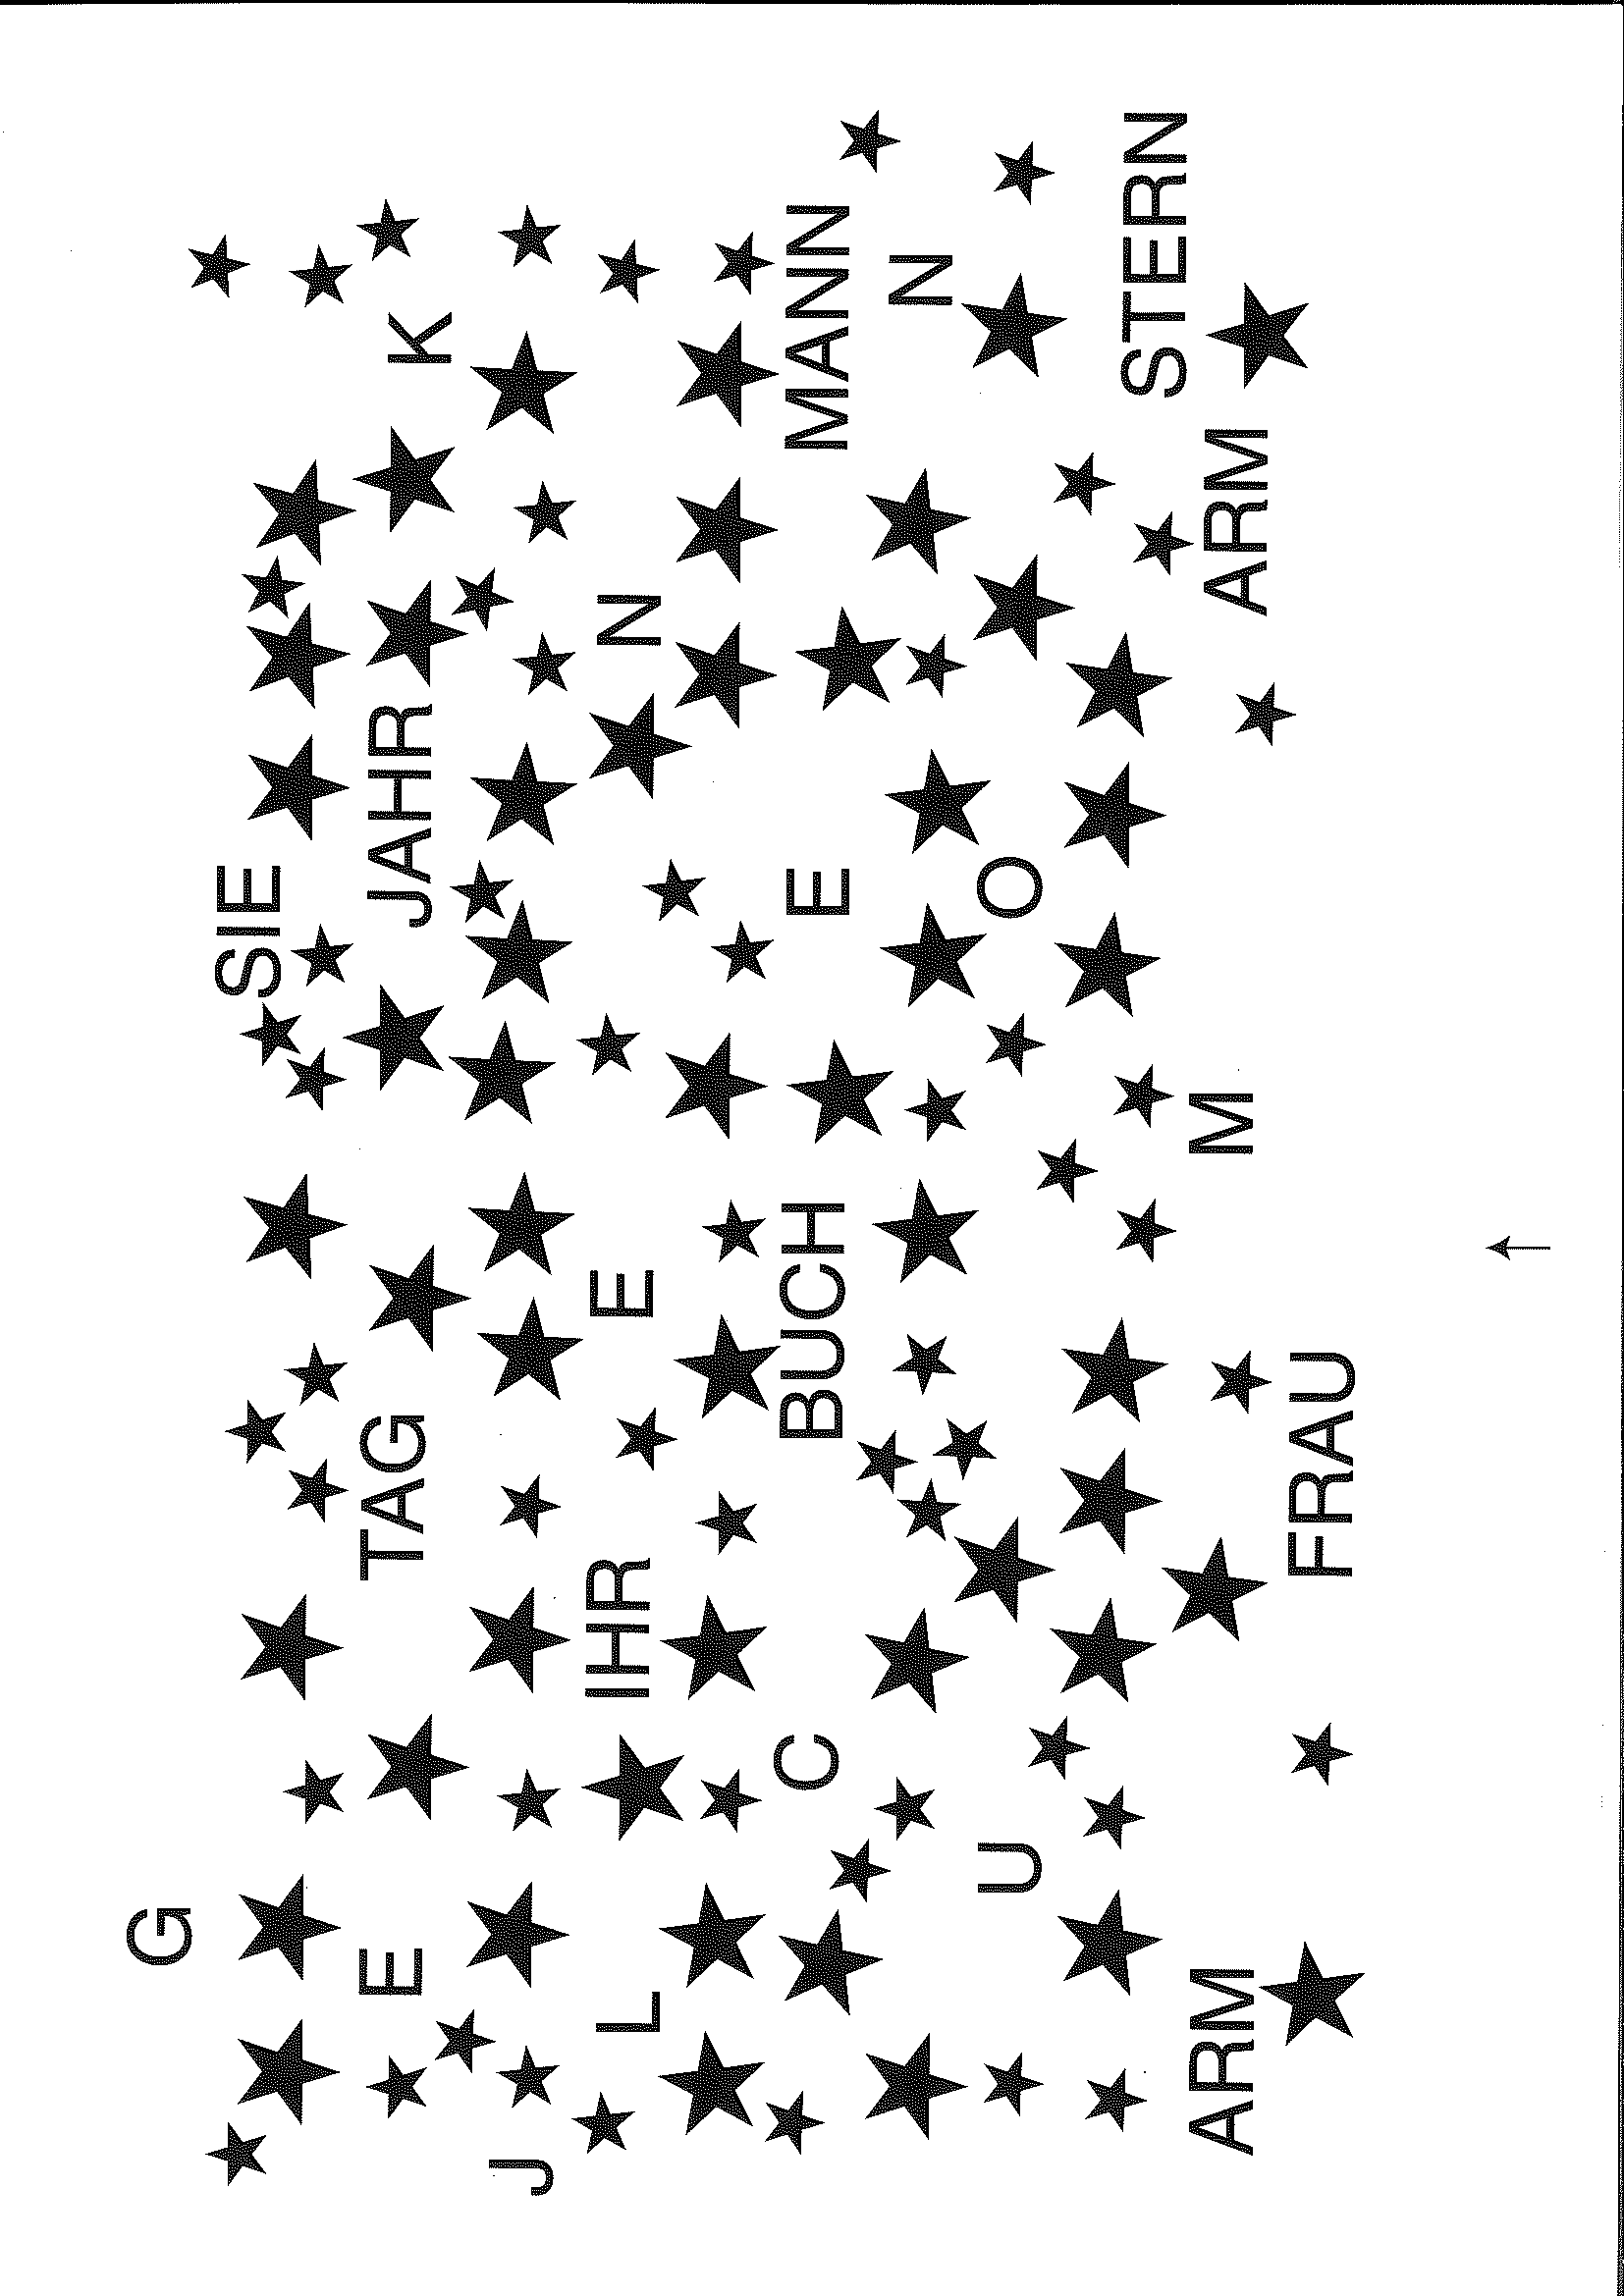 G
SIE
E TAG JAHR K
J
L IHR E N
C BUCH E MANN
N
U O
STERN
ARM M ARM
FRAU